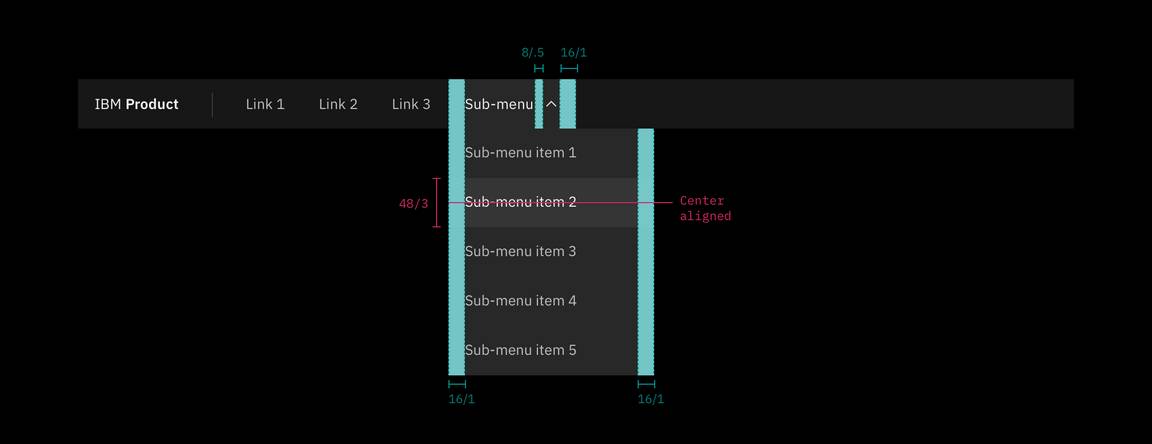 8/.5 16/1
IBM Product Link 1 Link 2 Link 3 Sub-menu
Sub-menu item 1
48/3 Sub-menu item 2 Center
aligned
Sub-menu item 3
Sub-menu item 4
Sub-menu item 5
16/1 16/1